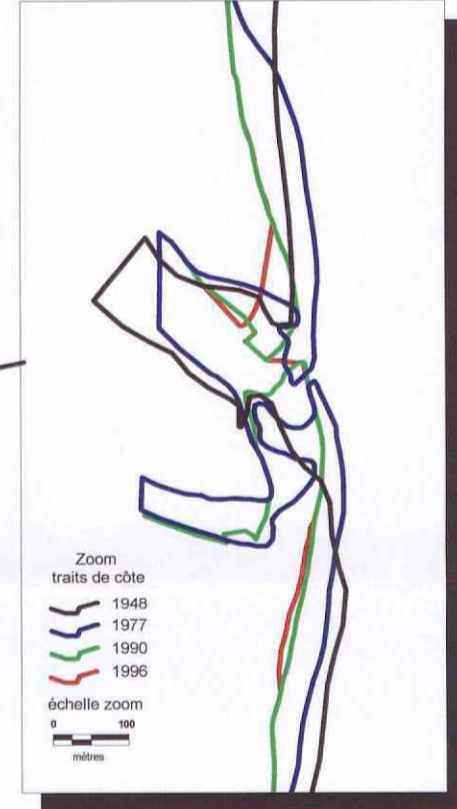 Zoom
traits de côte
1948
1977
1990
1996
échelle zoom
0 100
mètres